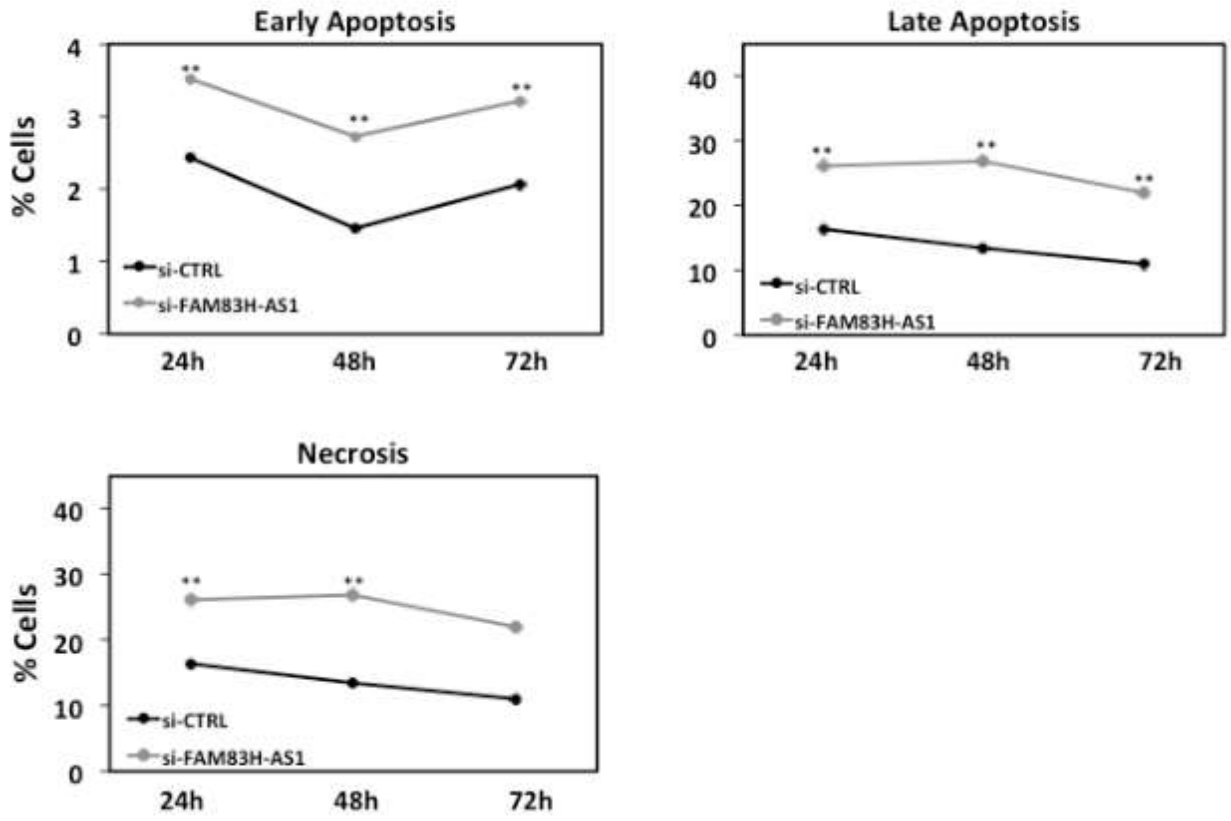 Early Apoptosis
% Cells
4
3
2
1
0
**
**
**
si-CTRL
si-FAM83H-AS1
24h 48h 72h
Late Apoptosis
40
30
20
10
0
**
**
**
si-CTRL
si-FAM83H-AS1
24h 48h 72h
Necrosis
% Cells
40
30
20
10
0
**
**
si-CTRL
si-FAM83H-AS1
24h 48h 72h